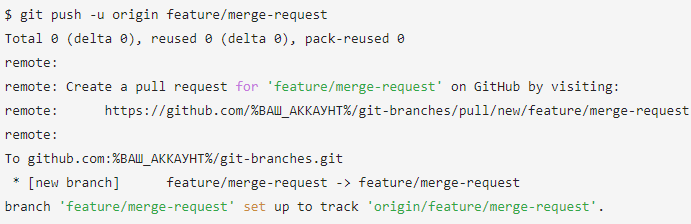 $ git push -u origin feature/merge-request
Total 0 (delta 0), reused 0 (delta 0), pack-reused 0
remote:
remote: Create a pull request for 'feature/merge-request' on GitHub by visiting:
remote:      https://github.com/%ВАШ_АККАУНТ%/git-branches/pull/new/feature/merge-request
remote:
To github.com:%ВАШ_АККАУНТ%/git-branches.git
 * [new branch]      feature/merge-request -> feature/merge-request
branch 'feature/merge-request' set up to track 'origin/feature/merge-request'.